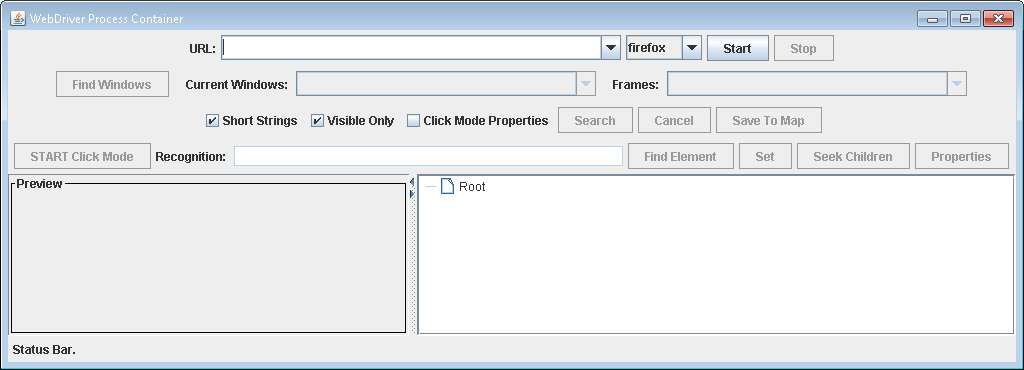 WebDriver Process Container
URL: firefox Start Stop
Find Windows Current Windows: Frames:
Short Strings Visible Only Click Mode Properties Search Cancel Save To Map
START Click Mode Recognition: Find Element Set Seek Children Properties
Preview
Root
Status Bar.